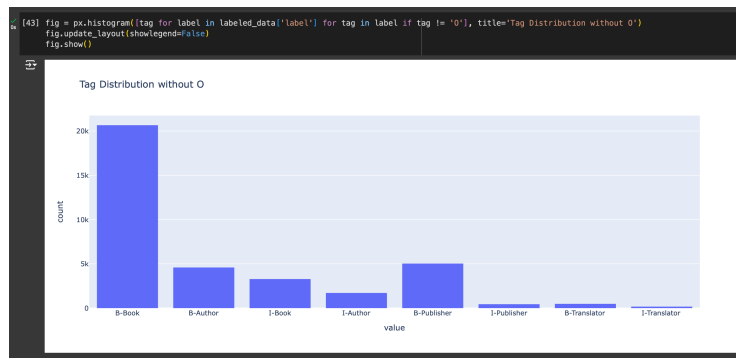 [43] fig = px.histogram([tag for label in labeled_data['label'] for tag in label if tag != 'O'], title='Tag Distribution without O')
fig.update_layout(showlegend=False)
fig.show()
0s
Tag Distribution without O
20k
15k
10k
5k
0
count
B-Book B-Author I-Book I-Author B-Publisher I-Publisher B-Translator I-Translator
value